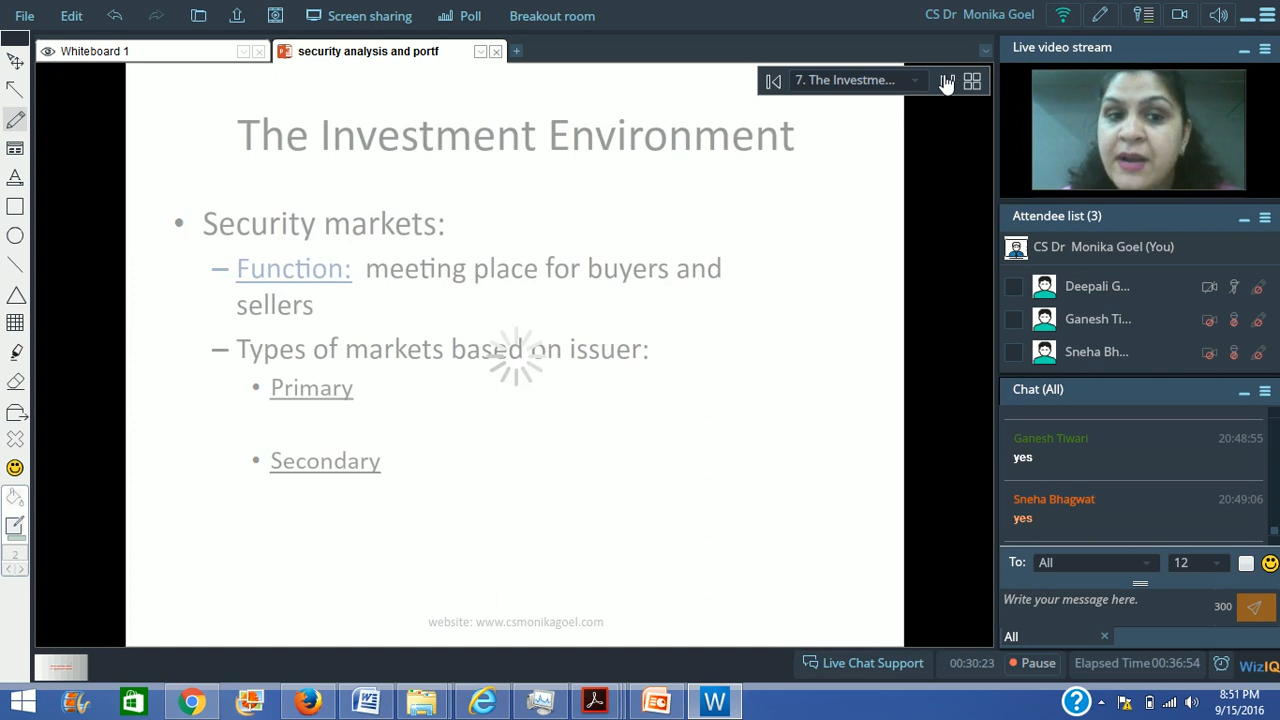 File Edit Screen sharing Poll Breakout room CS Dr Monika Goel
Whiteboard 1
security analysis and portf
Live video stream
7. The Investme...
The Investment Environment
• Security markets:
– Function: meeting place for buyers and
sellers
– Types of markets based on issuer:
• Primary
• Secondary
website: www.csmonikagoel.com
Attendee list (3)
CS Dr Monika Goel (You)
Deepali G...
Ganesh Ti...
Sneha Bh...
Chat (All)
Ganesh Tiwari 20:48:55
yes
Sneha Bhagwat 20:49:06
yes
To: All 12
Write your message here. 300
All
2
Live Chat Support 00:30:23 Pause Elapsed Time 00:36:54 WizIQ
8:51 PM
9/15/2016